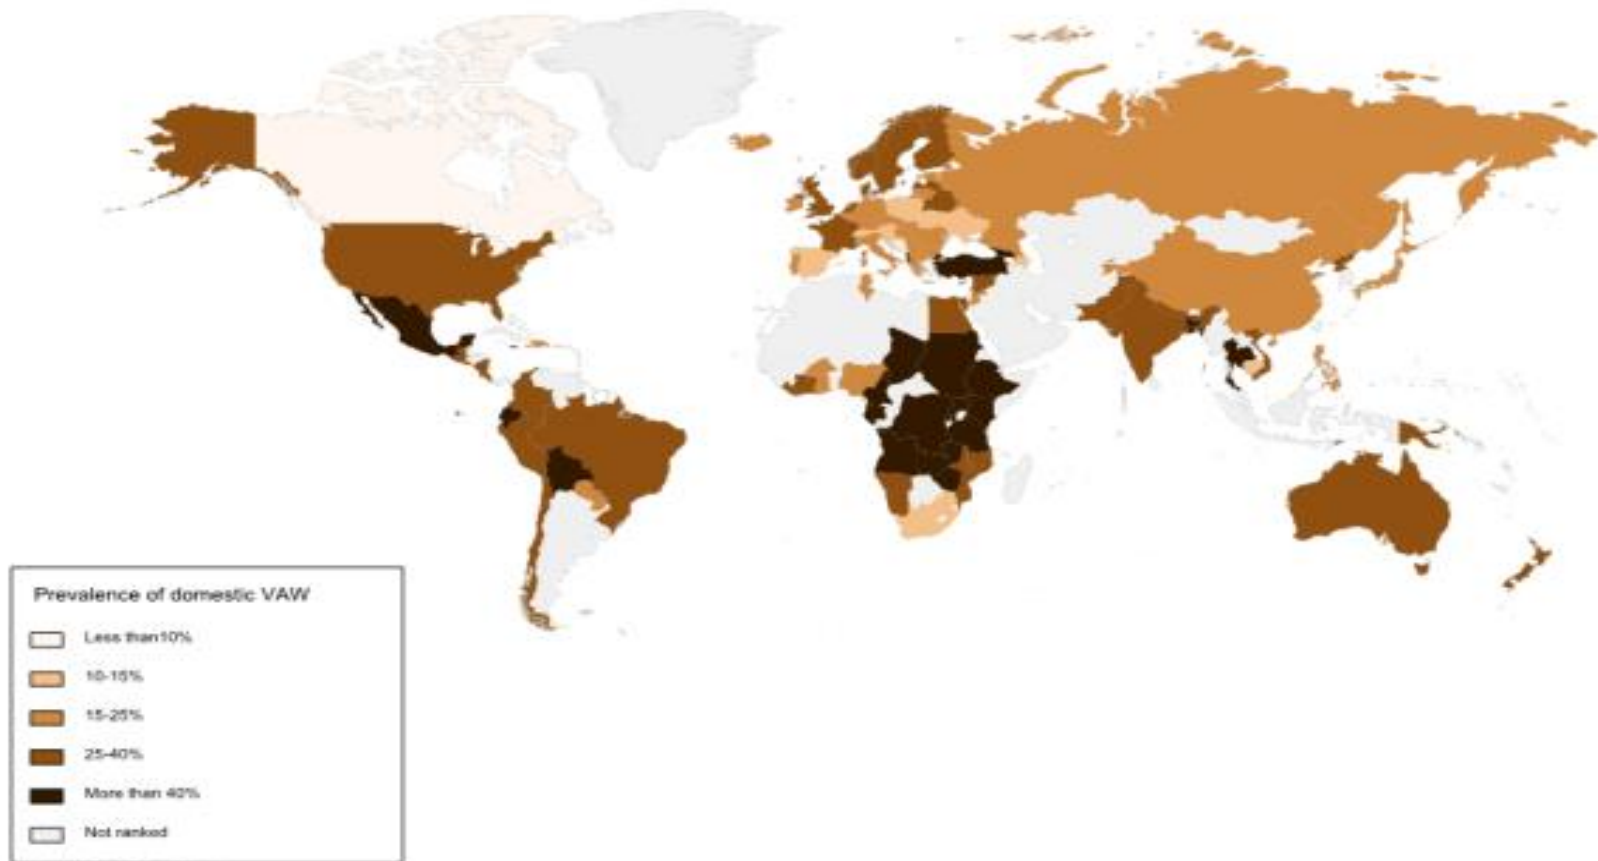 Prevalence of domestic VAW
Less than10%
10-15%
15-25%
25-40%
More than 40%
Not ranked